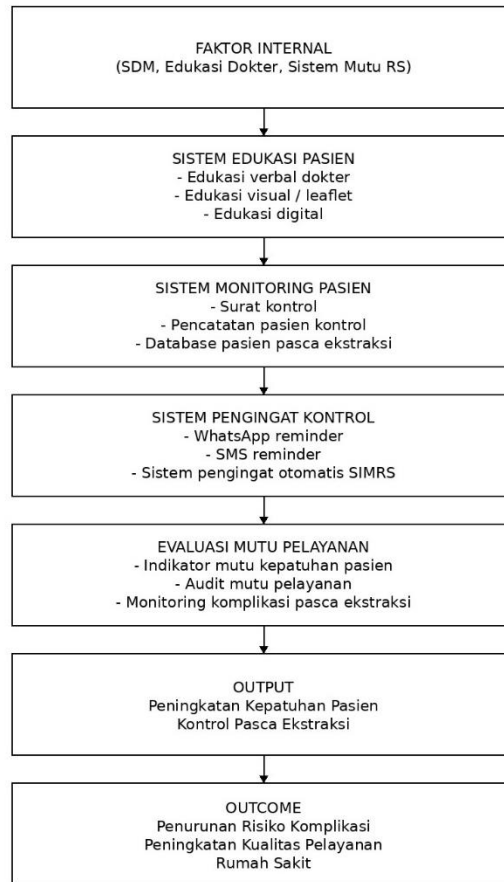 FAKTOR INTERNAL
(SDM, Edukasi Dokter, Sistem Mutu RS)
SISTEM EDUKASI PASIEN
- Edukasi verbal dokter
- Edukasi visual / leaflet
- Edukasi digital
SISTEM MONITORING PASIEN
- Surat kontrol
- Pencatatan pasien kontrol
- Database pasien pasca ekstraksi
SISTEM PENGINGAT KONTROL
- WhatsApp reminder
- SMS reminder
- Sistem pengingat otomatis SIMRS
EVALUASI MUTU PELAYANAN
- Indikator mutu kepatuhan pasien
- Audit mutu pelayanan
- Monitoring komplikasi pasca ekstraksi
OUTPUT
Peningkatan Kepatuhan Pasien
Kontrol Pasca Ekstraksi
OUTCOME
Penurunan Risiko Komplikasi
Peningkatan Kualitas Pelayanan
Rumah Sakit